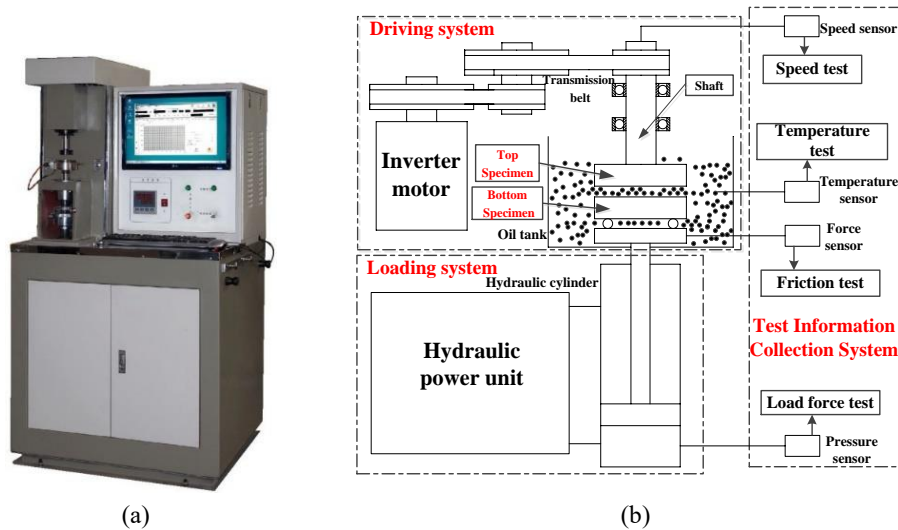 Driving system
Transmission
belt
Shaft
Inverter
motor
Top
Specimen
Bottom
Specimen
Oil tank
Speed sensor
Speed test
Temperature
test
Temperature
sensor
Force
sensor
Friction test
Loading system
Hydraulic cylinder
Hydraulic
power unit
Test Information
Collection System
Load force test
Pressure
sensor
(a)
(b)